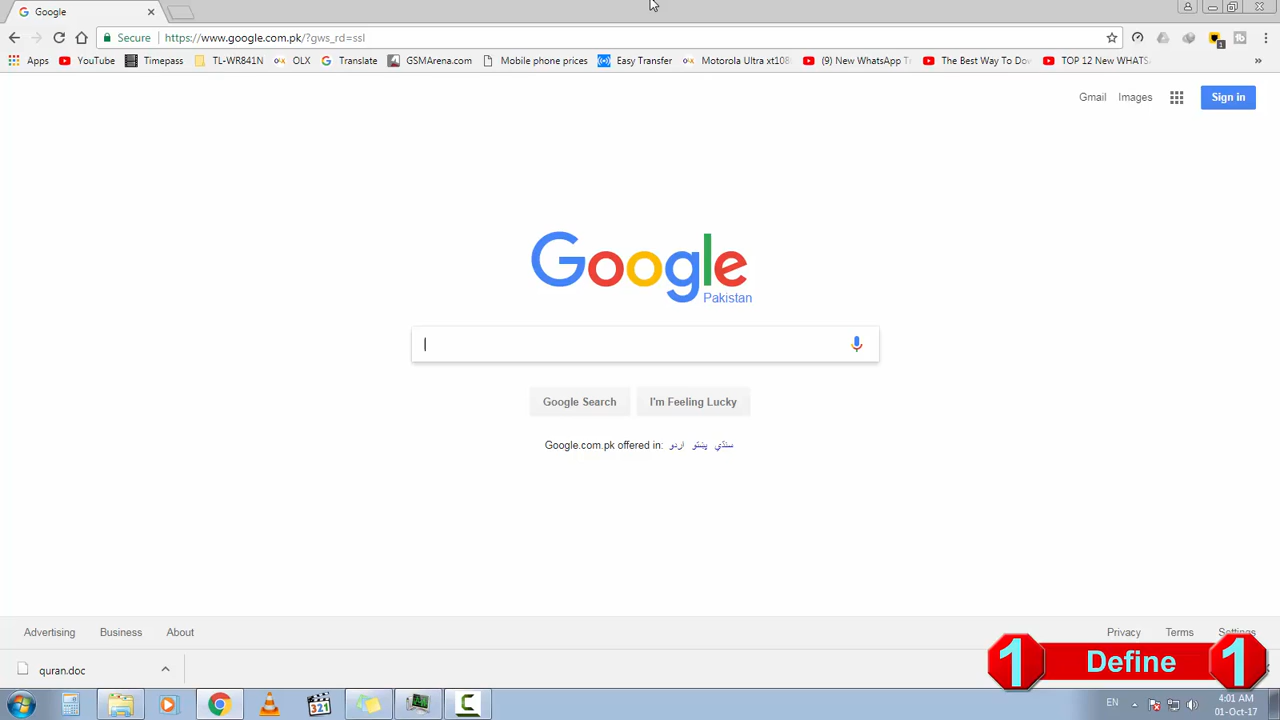 Google
Secure https://www.google.com.pk/?gws_rd=ssl
Apps YouTube Timepass TL-WR841N OLX Translate GSMArena.com Mobile phone prices Easy Transfer Motorola Ultra xt108 (9) New WhatsApp T The Best Way To Do TOP 12 New WHATS
Gmail Images Sign in
Google
Pakistan
Google Search I'm Feeling Lucky
Google.com.pk offered in: اردو پښتو سنڌي
Advertising Business About Privacy Terms Settings
quran.doc
1 Define 1
321
EN 4:01 AM
01-Oct-17